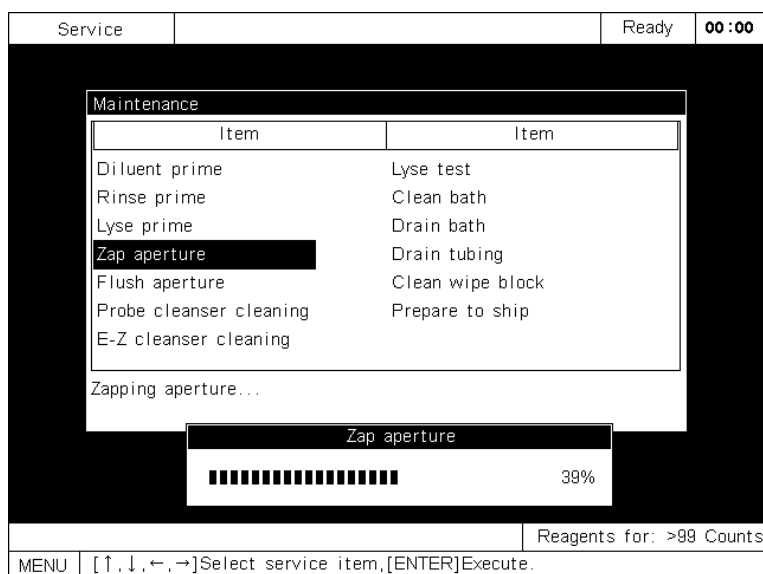 Service Ready 00:00
Maintenance
Item Item
Diluent prime Lyse test
Rinse prime Clean bath
Lyse prime Drain bath
Zap aperture Drain tubing
Flush aperture Clean wipe block
Probe cleanser cleaning Prepare to ship
E-Z cleanser cleaning
Zapping aperture...
Zap aperture
39%
Reagents for: >99 Counts
MENU [↑,↓,←,→]Select service item,[ENTER]Execute.